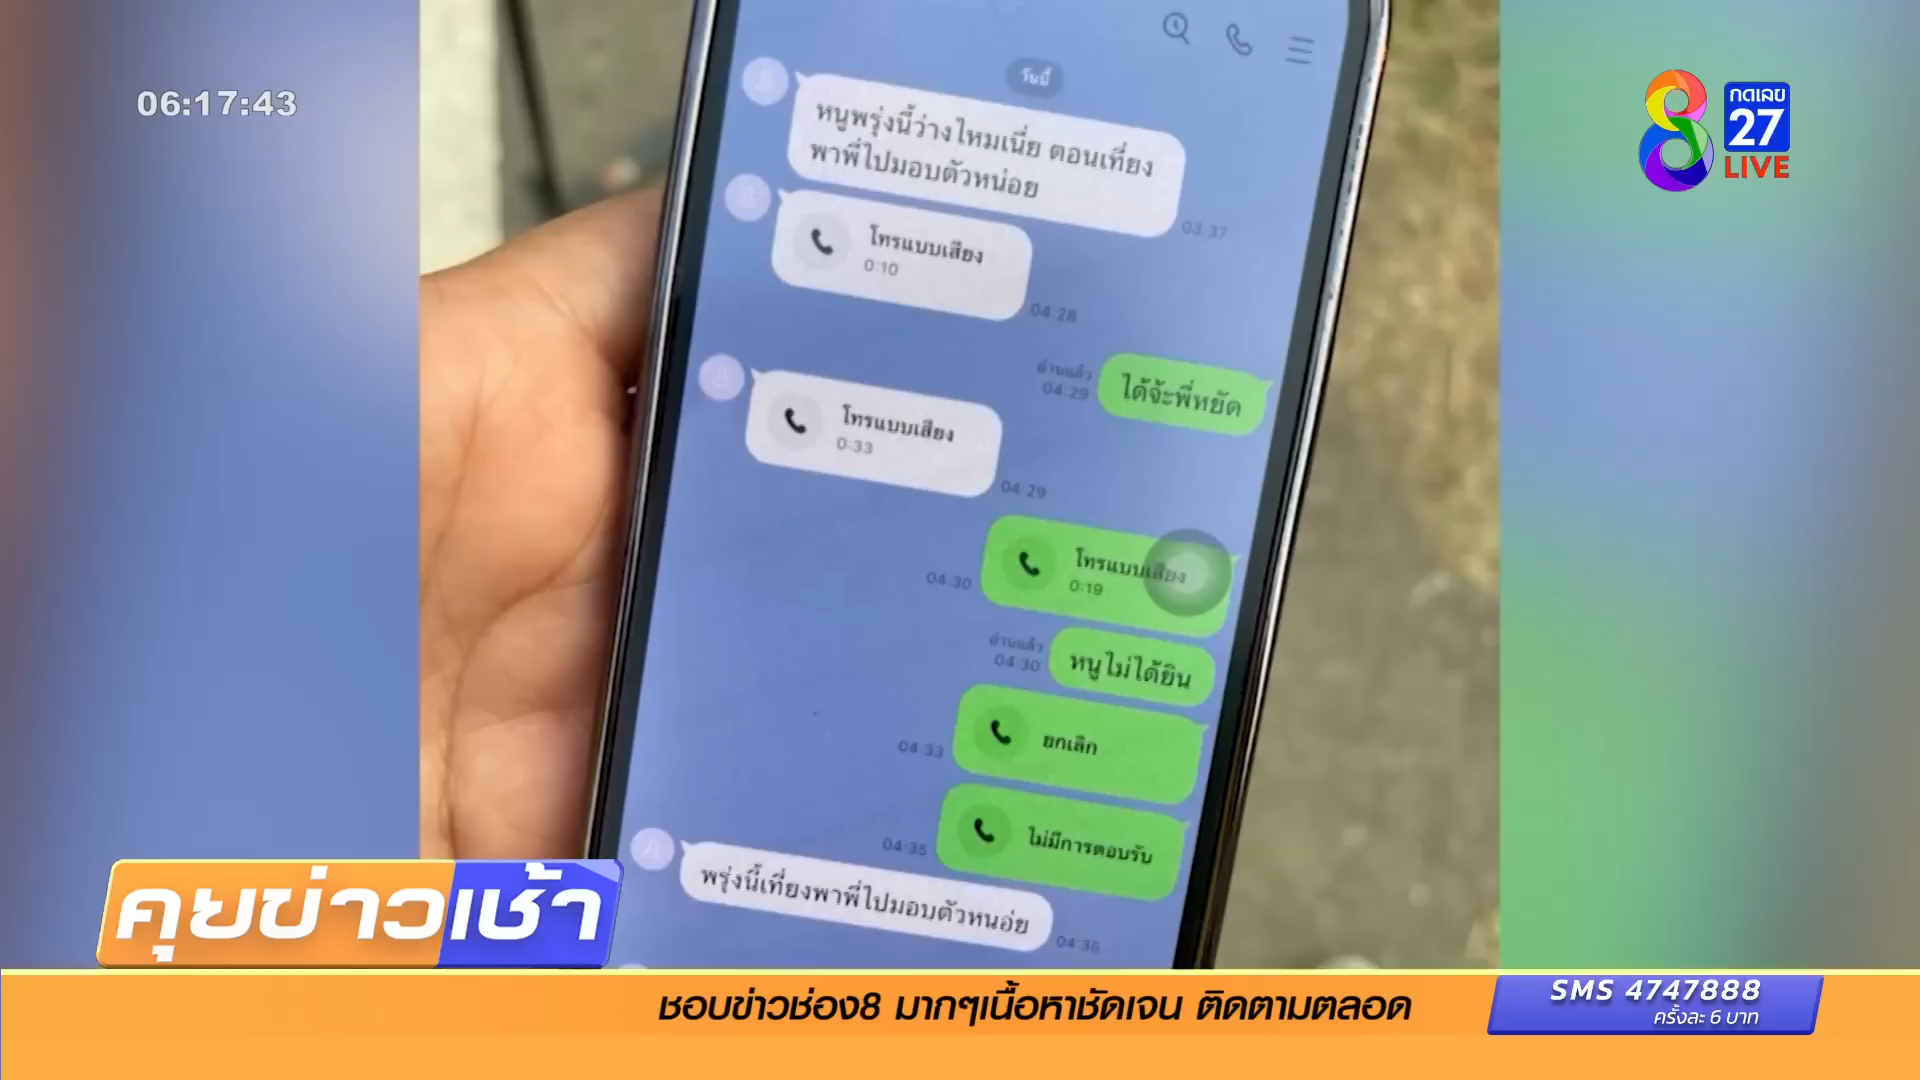 06:17:43
กดเลข
27
LIVE
วันนี้
หนูพรุ่งนี้ว่างไหมเนี่ย ตอนเที่ยง
พาพี่ไปมอบตัวหน่อย
03:37
โทรแบบเสียง
0:10
04:28
อ่านแล้ว
04:29
ได้จ้ะพี่หยัด
โทรแบบเสียง
0:33
04:29
โทรแบบเสียง
0:19
04:30
อ่านแล้ว
04:30
หนูไม่ได้ยิน
ยกเลิก
04:33
ไม่มีการตอบรับ
04:35
พรุ่งนี้เที่ยงพาพี่ไปมอบตัวหนอ่ย
04:36
คุยข่าวเช้า
ชอบข่าวช่อง8 มากๆเนื้อหาชัดเจน ติดตามตลอด
SMS 4747888
ครั้งละ 6 บาท